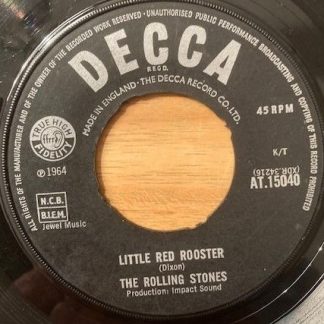 ALL RIGHTS OF THE MANUFACTURER AND OF THE OWNER OF THE RECORDED WORK RESERVED · UNAUTHORISED PUBLIC PERFORMANCE BROADCASTING AND COPYING OF THIS RECORD PROHIBITED
DECCA
REGD.
MADE IN ENGLAND · THE DECCA RECORD CO. LTD.
TRUE HIGH
ffrr
FIDELITY
45 RPM
℗ 1964
K/T
(XDR.34216)
AT.15040
N.C.B.
B.I.E.M.
Jewel Music
LITTLE RED ROOSTER
(Dixon)
THE ROLLING STONES
Production: Impact Sound